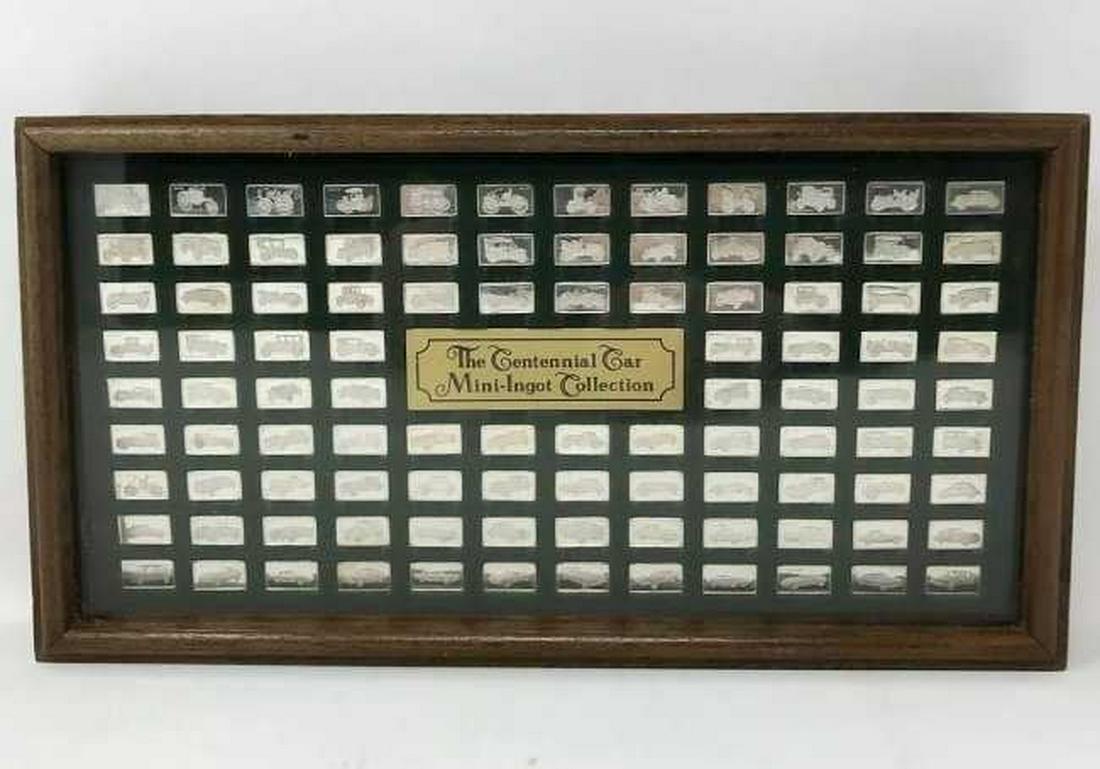 The Centennial Car
Mini-Ingot Collection